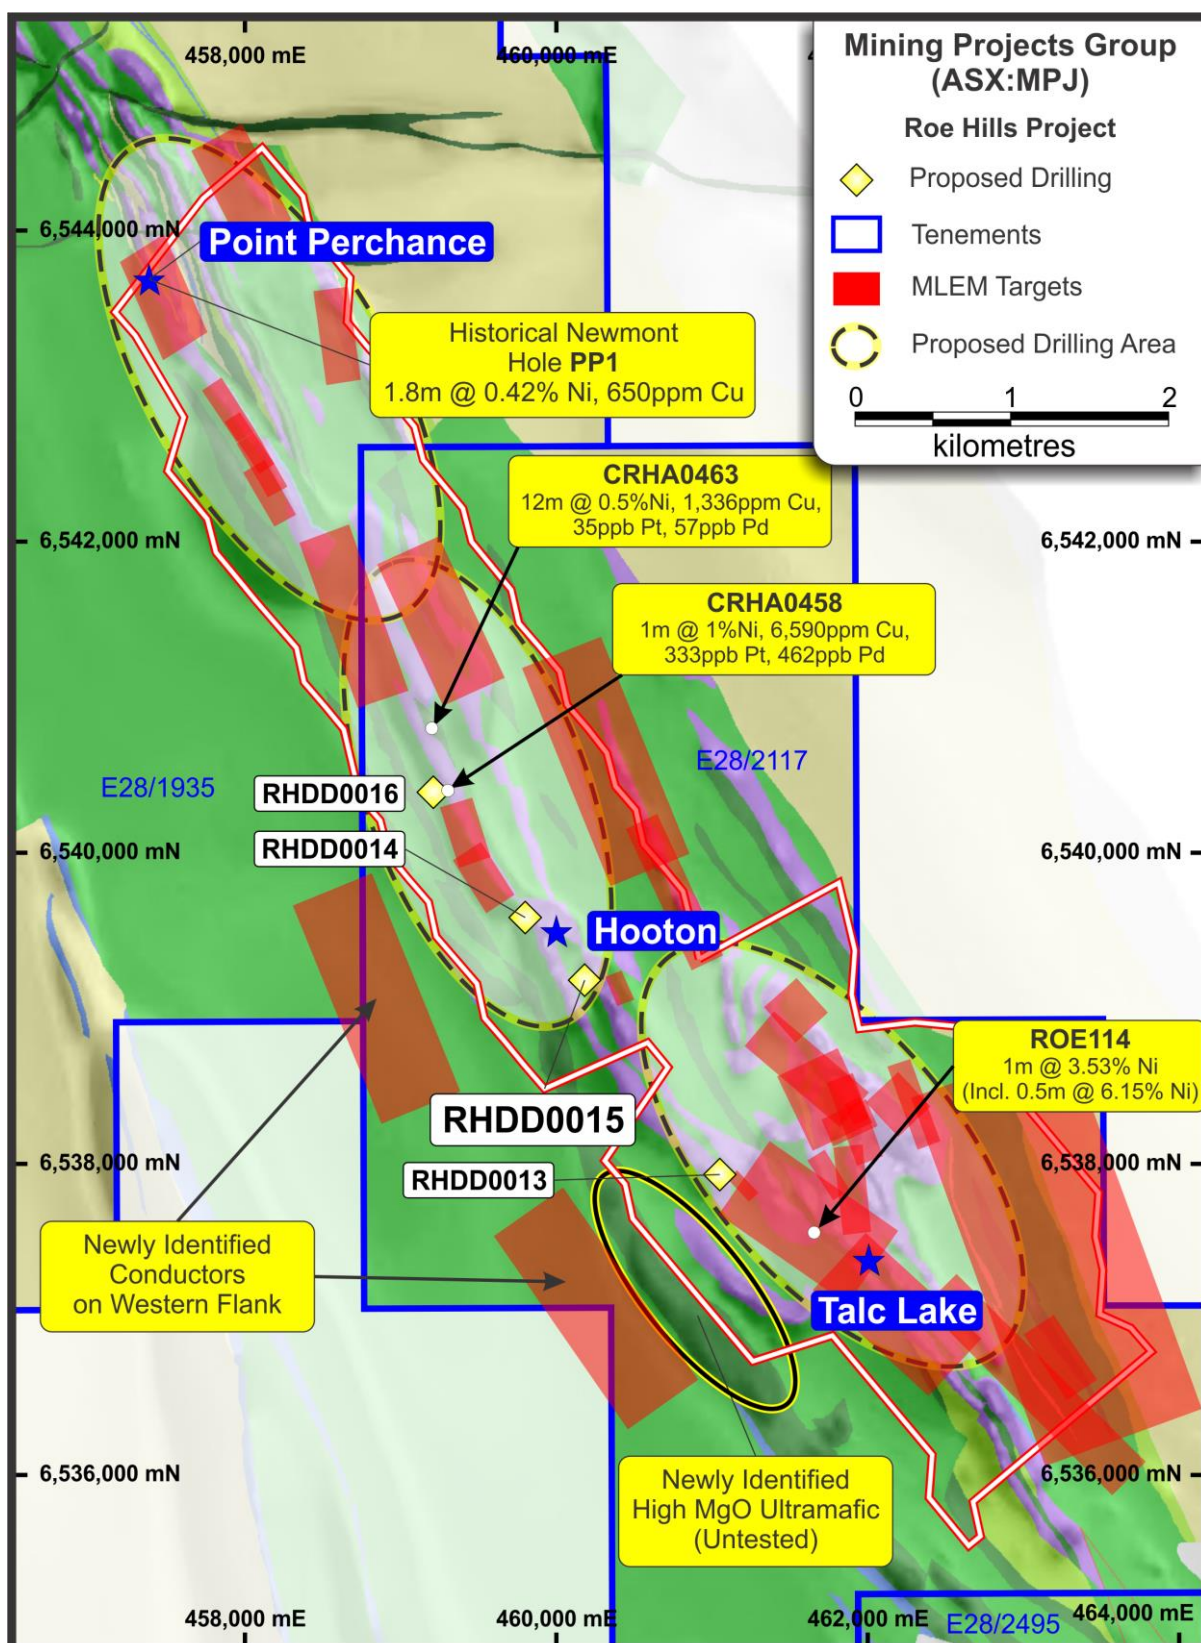 458,000 mE
460,000 mE
Mining Projects Group
(ASX:MPJ)
Roe Hills Project
Proposed Drilling
Tenements
MLEM Targets
Proposed Drilling Area
0 1 2
kilometres
6,544,000 mN
Point Perchance
Historical Newmont
Hole PP1
1.8m @ 0.42% Ni, 650ppm Cu
CRHA0463
12m @ 0.5%Ni, 1,336ppm Cu,
35ppb Pt, 57ppb Pd
6,542,000 mN
6,542,000 mN
CRHA0458
1m @ 1%Ni, 6,590ppm Cu,
333ppb Pt, 462ppb Pd
E28/2117
E28/1935
RHDD0016
RHDD0014
6,540,000 mN
6,540,000 mN
Hooton
ROE114
1m @ 3.53% Ni
(Incl. 0.5m @ 6.15% Ni)
RHDD0015
6,538,000 mN
6,538,000 mN
RHDD0013
Newly Identified
Conductors
on Western Flank
Talc Lake
6,536,000 mN
6,536,000 mN
Newly Identified
High MgO Ultramafic
(Untested)
458,000 mE
460,000 mE
462,000 mE
E28/2495
464,000 mE